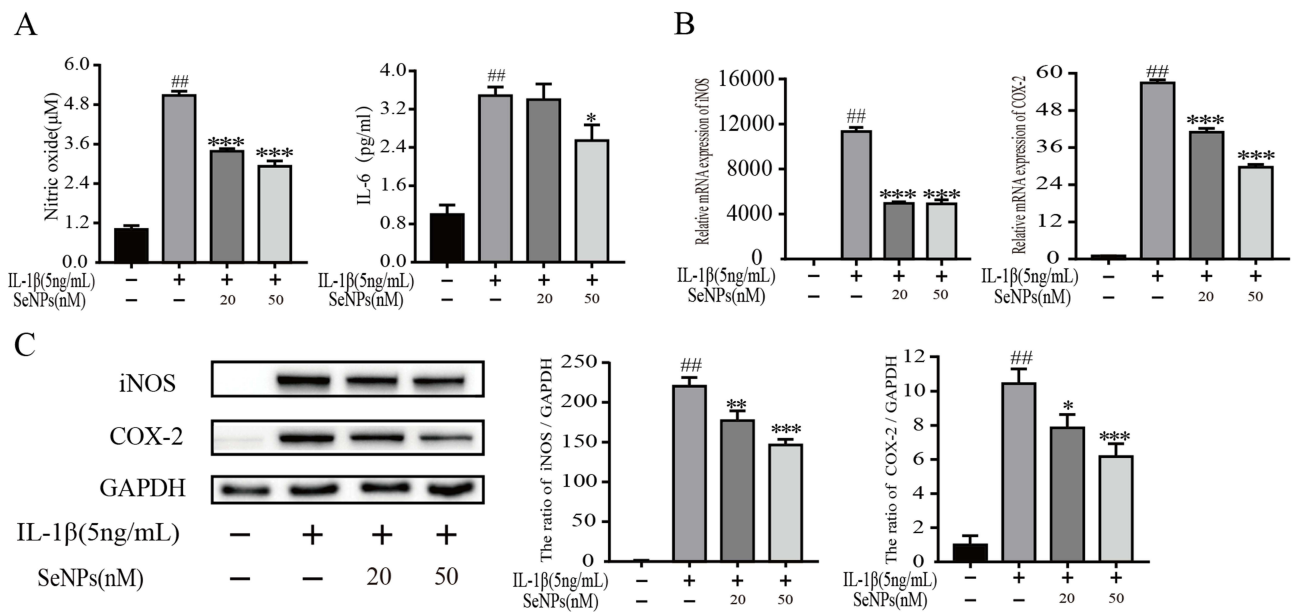 A
Nitric oxide(μM)
6.0
4.8
3.6
2.4
1.2
0.0
##
***
***
IL-1β(5ng/mL) − + + +
SeNPs(nM) − − 20 50
IL-6 (pg/ml)
4.0
3.2
2.4
1.6
0.8
0.0
##
*
− + + +
− − 20 50
B
Relative mRNA expression of iNOS
16000
12000
8000
4000
0
##
***
***
IL-1β(5ng/mL) − + + +
SeNPs(nM) − − 20 50
Relative mRNA expression of COX-2
60
48
36
24
12
0
##
***
***
IL-1β(5ng/mL) − + + +
SeNPs(nM) − − 20 50
C
iNOS
COX-2
GAPDH
IL-1β(5ng/mL) − + + +
SeNPs(nM) − − 20 50
The ratio of iNOS / GAPDH
250
200
150
100
50
0
##
**
***
IL-1β(5ng/mL) − + + +
SeNPs(nM) − − 20 50
The ratio of COX-2 / GAPDH
12
10
8
6
4
2
0
##
*
***
IL-1β(5ng/mL) − + + +
SeNPs(nM) − − 20 50